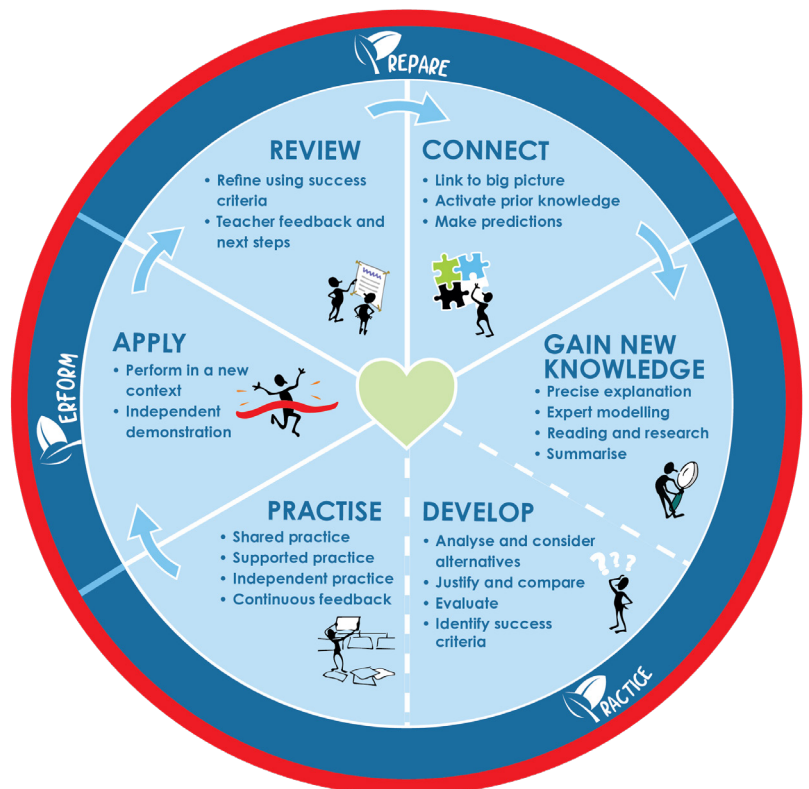 PREPARE
REVIEW
• Refine using success
criteria
• Teacher feedback and
next steps
CONNECT
• Link to big picture
• Activate prior knowledge
• Make predictions
GAIN NEW
KNOWLEDGE
• Precise explanation
• Expert modelling
• Reading and research
• Summarise
DEVELOP
• Analyse and consider
alternatives
• Justify and compare
• Evaluate
• Identify success
criteria
???
PRACTICE
PRACTISE
• Shared practice
• Supported practice
• Independent practice
• Continuous feedback
APPLY
• Perform in a new
context
• Independent
demonstration
PERFORM